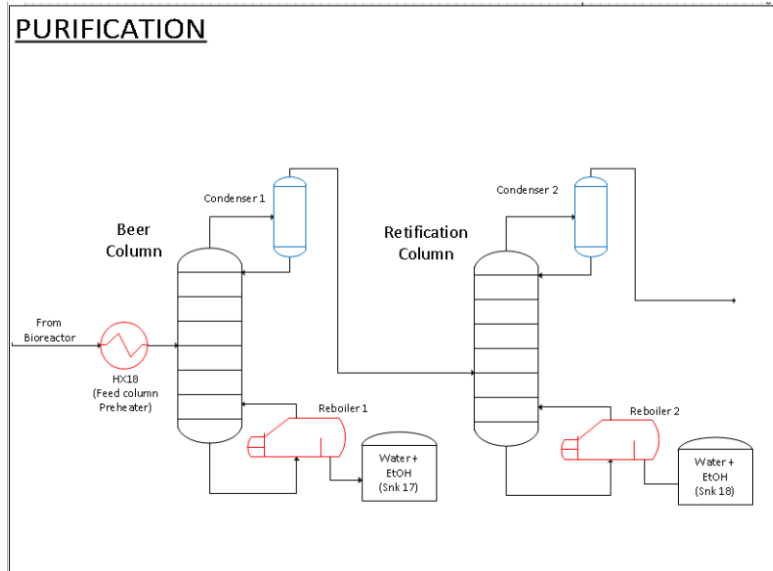 PURIFICATION
Condenser 1
Condenser 2
Beer
Column
Retification
Column
From
Bioreactor
HX18
(Feed column
Preheater)
Reboiler 1
Reboiler 2
Water +
EtOH
(Snk 17)
Water +
EtOH
(Snk 18)